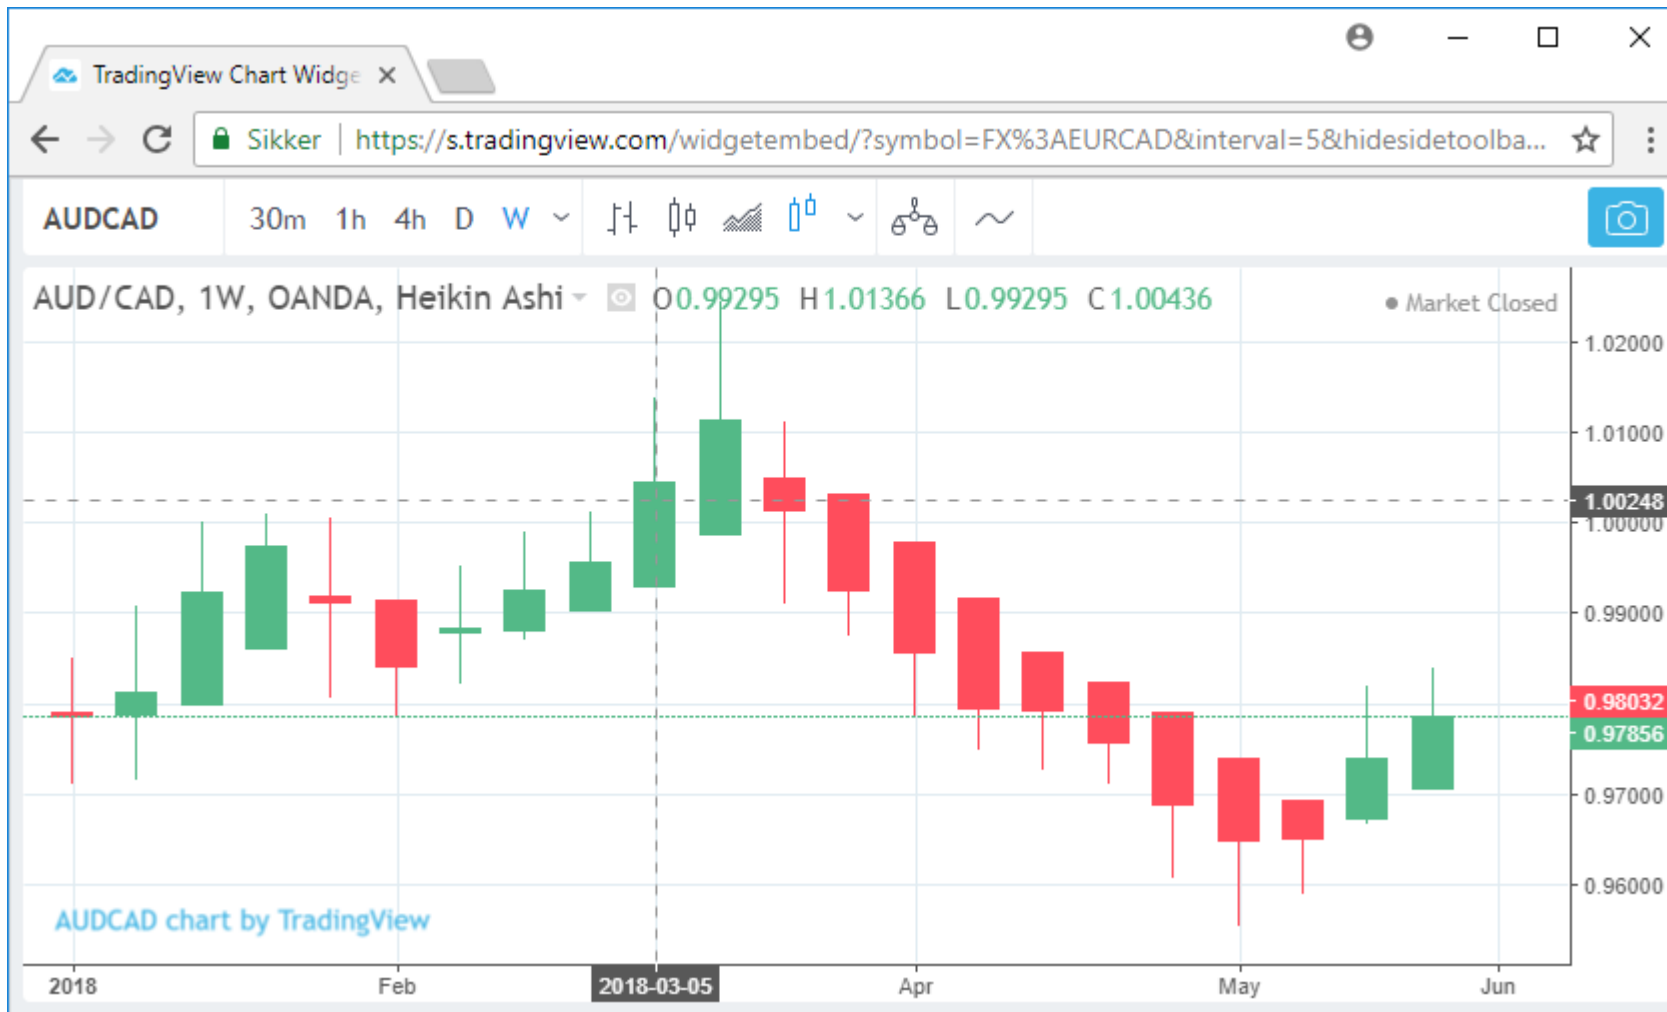 TradingView Chart Widge
Sikker https://s.tradingview.com/widgetembed/?symbol=FX%3AEURCAD&interval=5&hidesidetoolba...
AUDCAD 30m 1h 4h D W
AUD/CAD, 1W, OANDA, Heikin Ashi O0.99295 H1.01366 L0.99295 C1.00436 Market Closed
1.02000
1.01000
1.00248
1.00000
0.99000
0.98032
0.97856
0.97000
0.96000
AUDCAD chart by TradingView
2018 Feb 2018-03-05 Apr May Jun